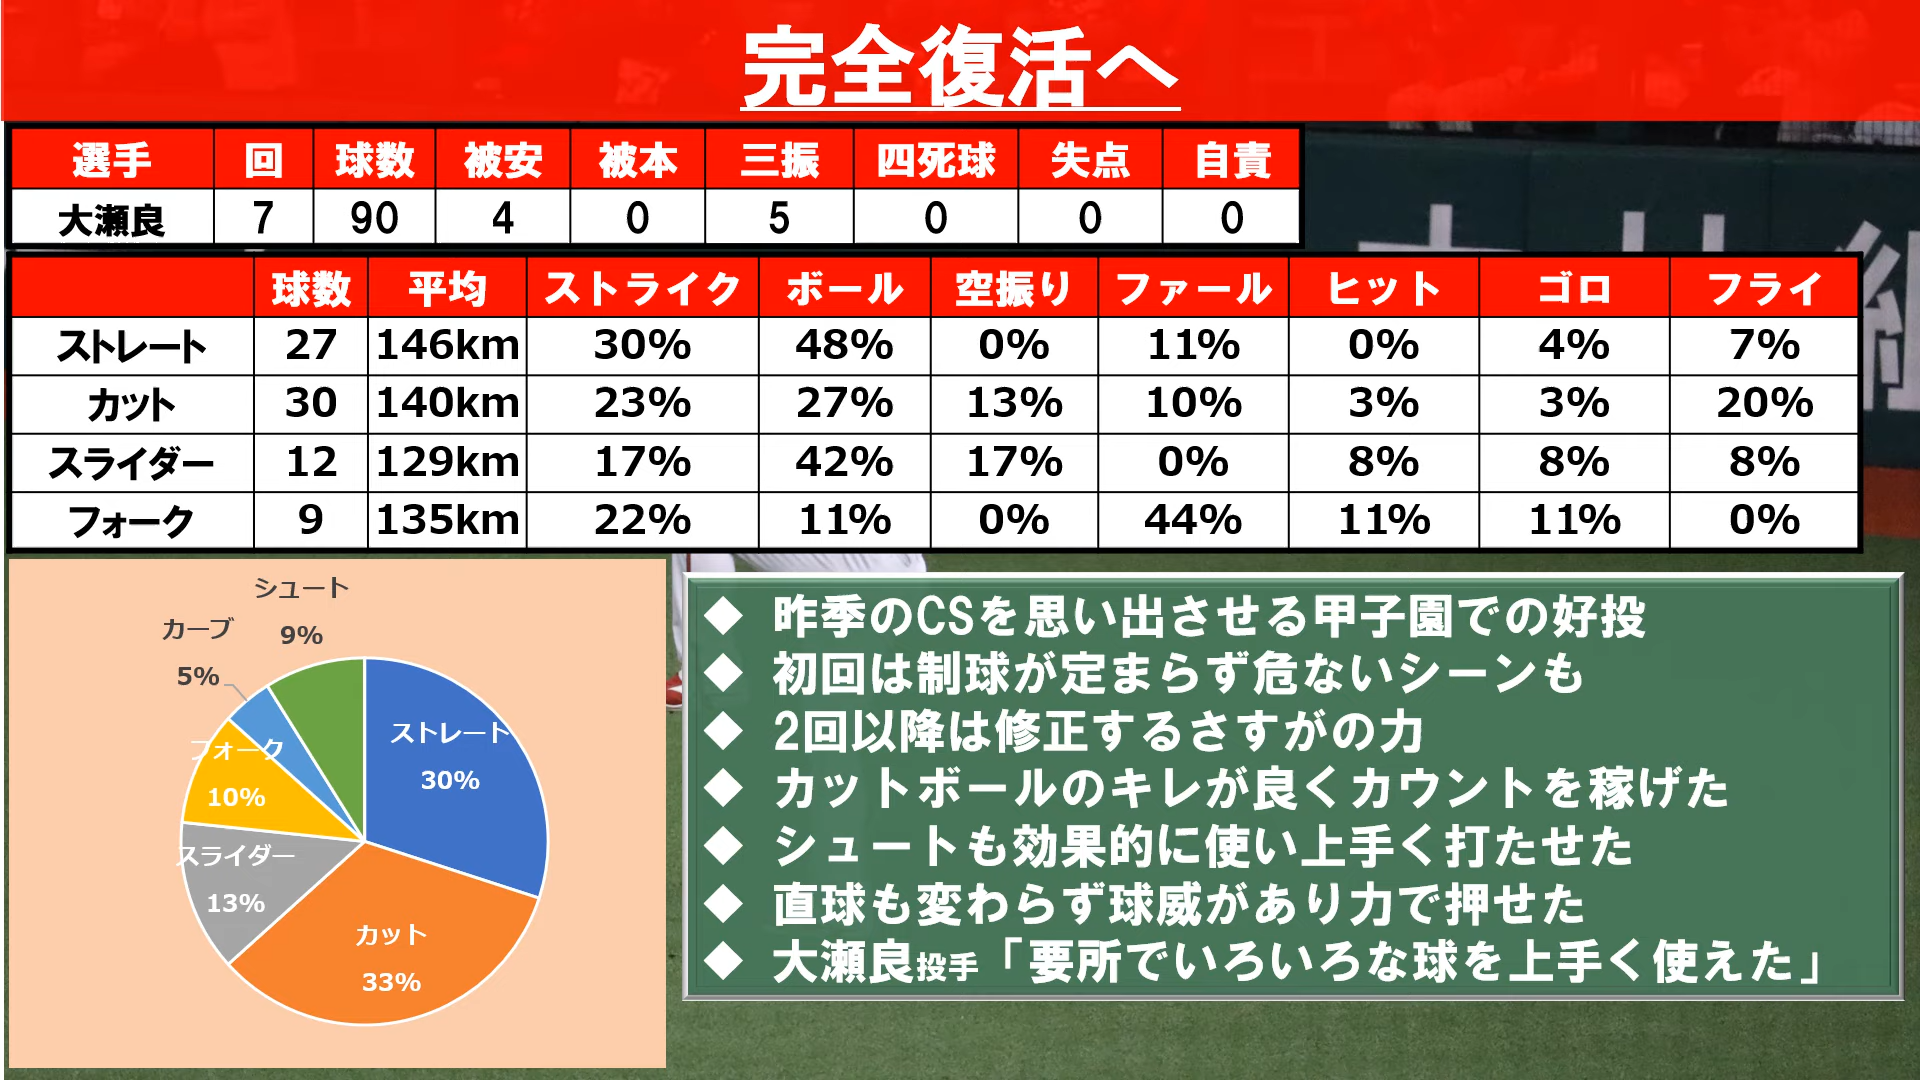 完全復活へ
選手 回 球数 被安 被本 三振 四死球 失点 自責
大瀬良 7 90 4 0 5 0 0 0
球数 平均 ストライク ボール 空振り ファール ヒット ゴロ フライ
ストレート 27 146km 30% 48% 0% 11% 0% 4% 7%
カット 30 140km 23% 27% 13% 10% 3% 3% 20%
スライダー 12 129km 17% 42% 17% 0% 8% 8% 8%
フォーク 9 135km 22% 11% 0% 44% 11% 11% 0%
シュート
9%
カーブ
5%
ストレート
30%
フォーク
10%
スライダー
13%
カット
33%
◆ 昨季のCSを思い出させる甲子園での好投
◆ 初回は制球が定まらず危ないシーンも
◆ 2回以降は修正するさすがの力
◆ カットボールのキレが良くカウントを稼げた
◆ シュートも効果的に使い上手く打たせた
◆ 直球も変わらず球威があり力で押せた
◆ 大瀬良投手「要所でいろいろな球を上手く使えた」